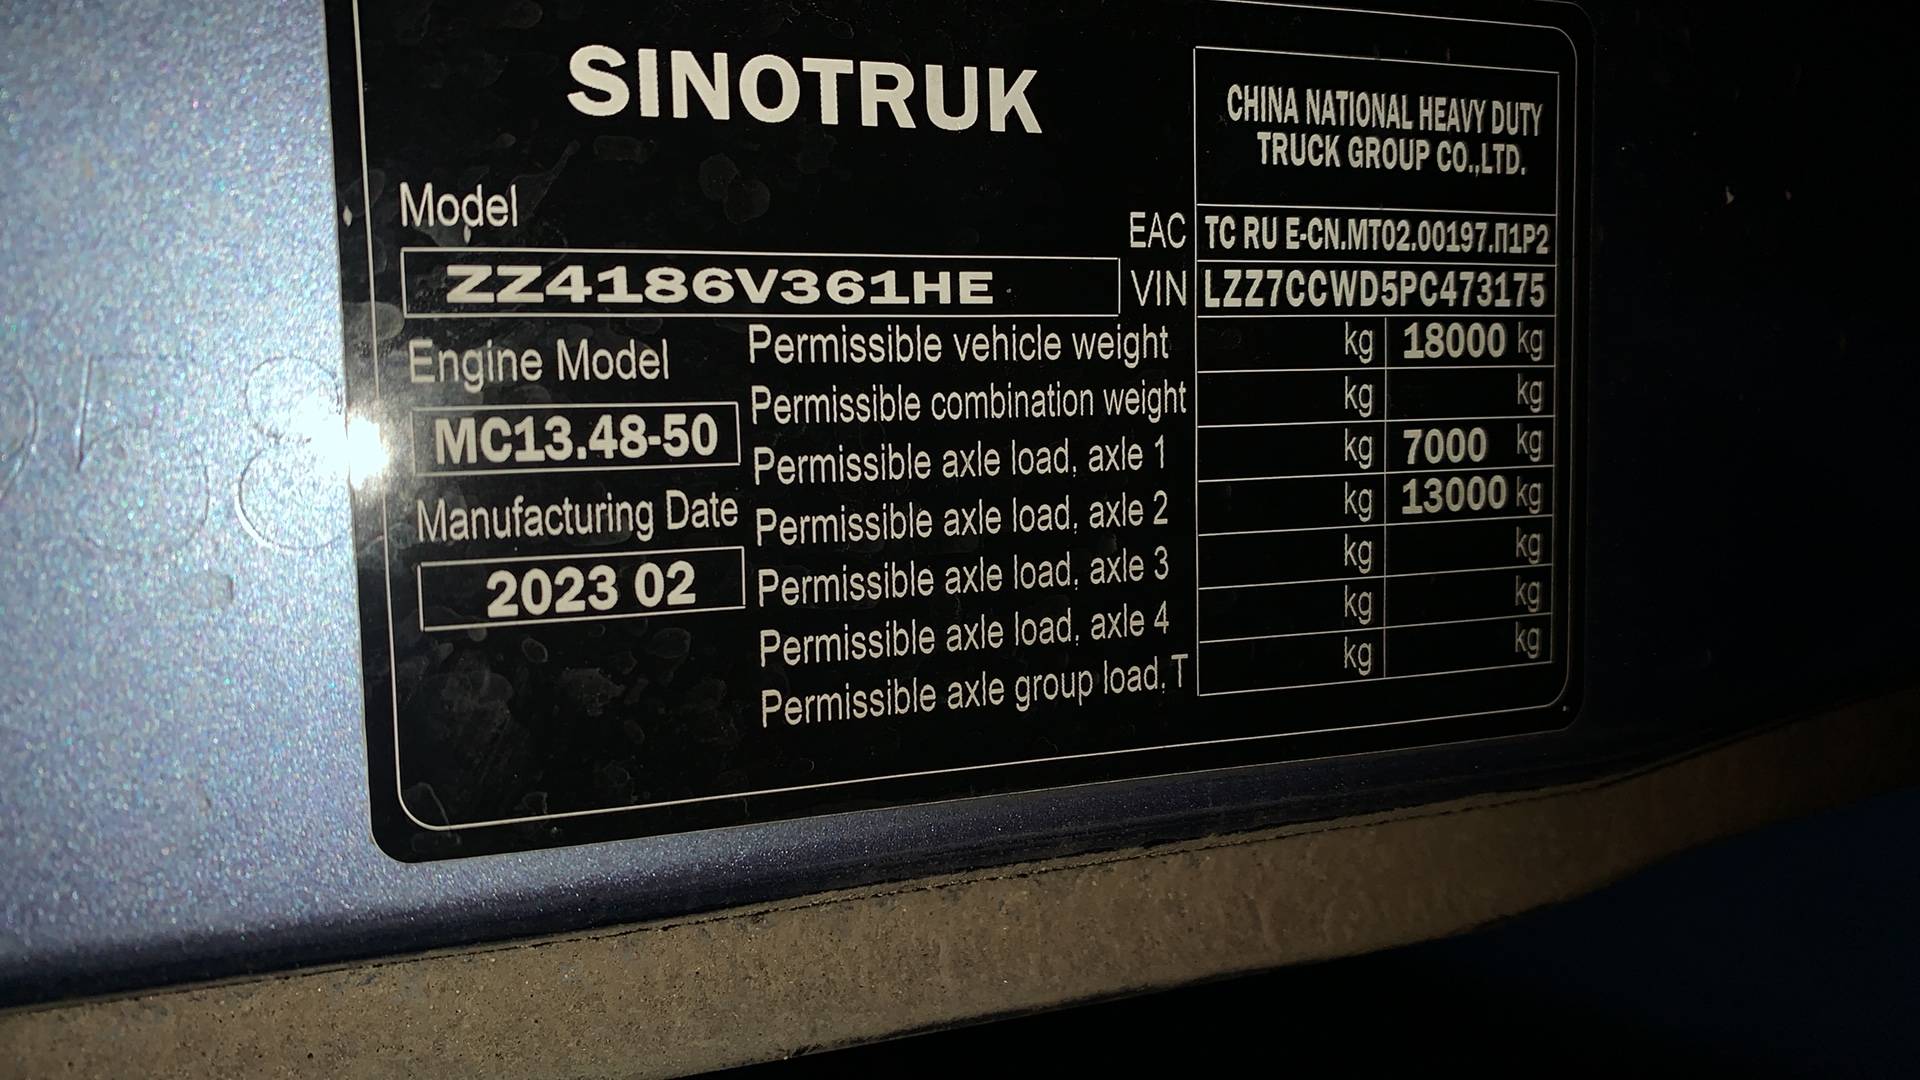 SINOTRUK
CHINA NATIONAL HEAVY DUTY
TRUCK GROUP CO.,LTD.
Model
EAC TC RU E-CN.MT02.00197.П1P2
ZZ4186V361HE
VIN LZZ7CCWD5PC473175
Engine Model
MC13.48-50
Manufacturing Date
2023 02
Permissible vehicle weight kg 18000 kg
Permissible combination weight kg kg
Permissible axle load, axle 1 kg 7000 kg
Permissible axle load, axle 2 kg 13000 kg
Permissible axle load, axle 3 kg kg
Permissible axle load, axle 4 kg kg
Permissible axle group load,T kg kg